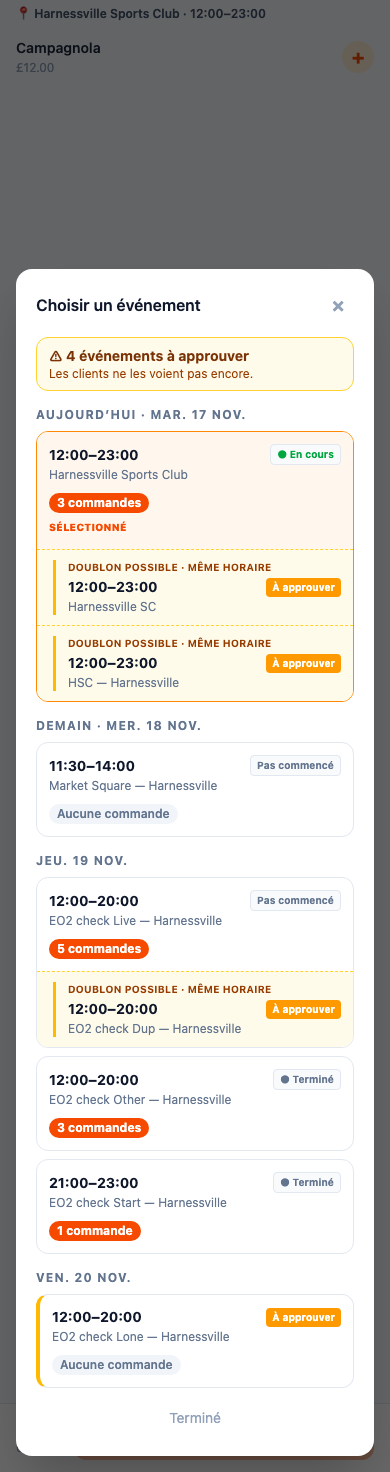 📍 Harnessville Sports Club · 12:00–23:00
Campagnola
£12.00
+
Choisir un événement
×
⚠ 4 événements à approuver
Les clients ne les voient pas encore.
AUJOURD'HUI · MAR. 17 NOV.
12:00–23:00
● En cours
Harnessville Sports Club
3 commandes
SÉLECTIONNÉ
DOUBLON POSSIBLE · MÊME HORAIRE
12:00–23:00
À approuver
Harnessville SC
DOUBLON POSSIBLE · MÊME HORAIRE
12:00–23:00
À approuver
HSC — Harnessville
DEMAIN · MER. 18 NOV.
11:30–14:00
Pas commencé
Market Square — Harnessville
Aucune commande
JEU. 19 NOV.
12:00–20:00
Pas commencé
EO2 check Live — Harnessville
5 commandes
DOUBLON POSSIBLE · MÊME HORAIRE
12:00–20:00
À approuver
EO2 check Dup — Harnessville
12:00–20:00
● Terminé
EO2 check Other — Harnessville
3 commandes
21:00–23:00
● Terminé
EO2 check Start — Harnessville
1 commande
VEN. 20 NOV.
12:00–20:00
À approuver
EO2 check Lone — Harnessville
Aucune commande
Terminé